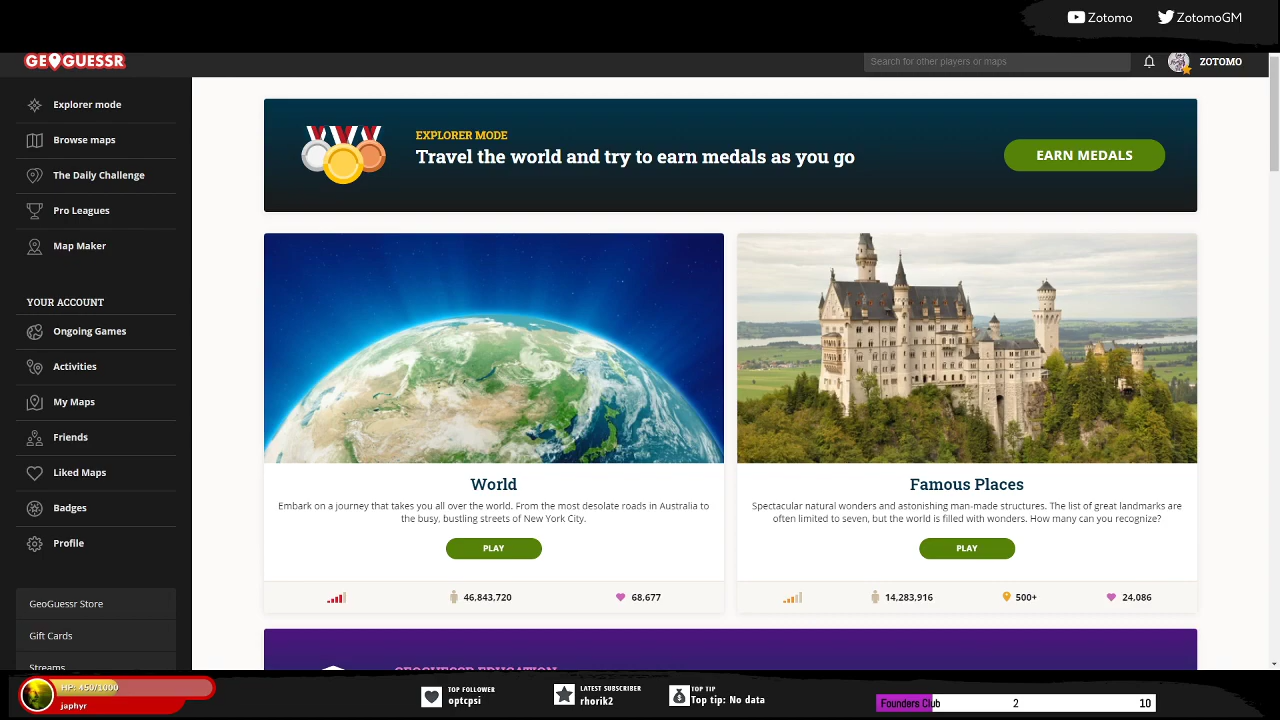 Zotomo
ZotomoGM
GEOGUESSR
Search for other players or maps
ZOTOMO
Explorer mode
Browse maps
The Daily Challenge
Pro Leagues
Map Maker
YOUR ACCOUNT
Ongoing Games
Activities
My Maps
Friends
Liked Maps
Badges
Profile
GeoGuessr Store
Gift Cards
Streams
EXPLORER MODE
Travel the world and try to earn medals as you go
EARN MEDALS
World
Embark on a journey that takes you all over the world. From the most desolate roads in Australia to
the busy, bustling streets of New York City.
PLAY
46,843,720
68,677
Famous Places
Spectacular natural wonders and astonishing man-made structures. The list of great landmarks are
often limited to seven, but the world is filled with wonders. How many can you recognize?
PLAY
14,283,916
500+
24,086
GEOGUESSR EDUCATION
HP: 450/1000
japhyr
TOP FOLLOWER
optcpsi
LATEST SUBSCRIBER
rhorik2
TOP TIP
Top tip: No data
Founders Club
2
10